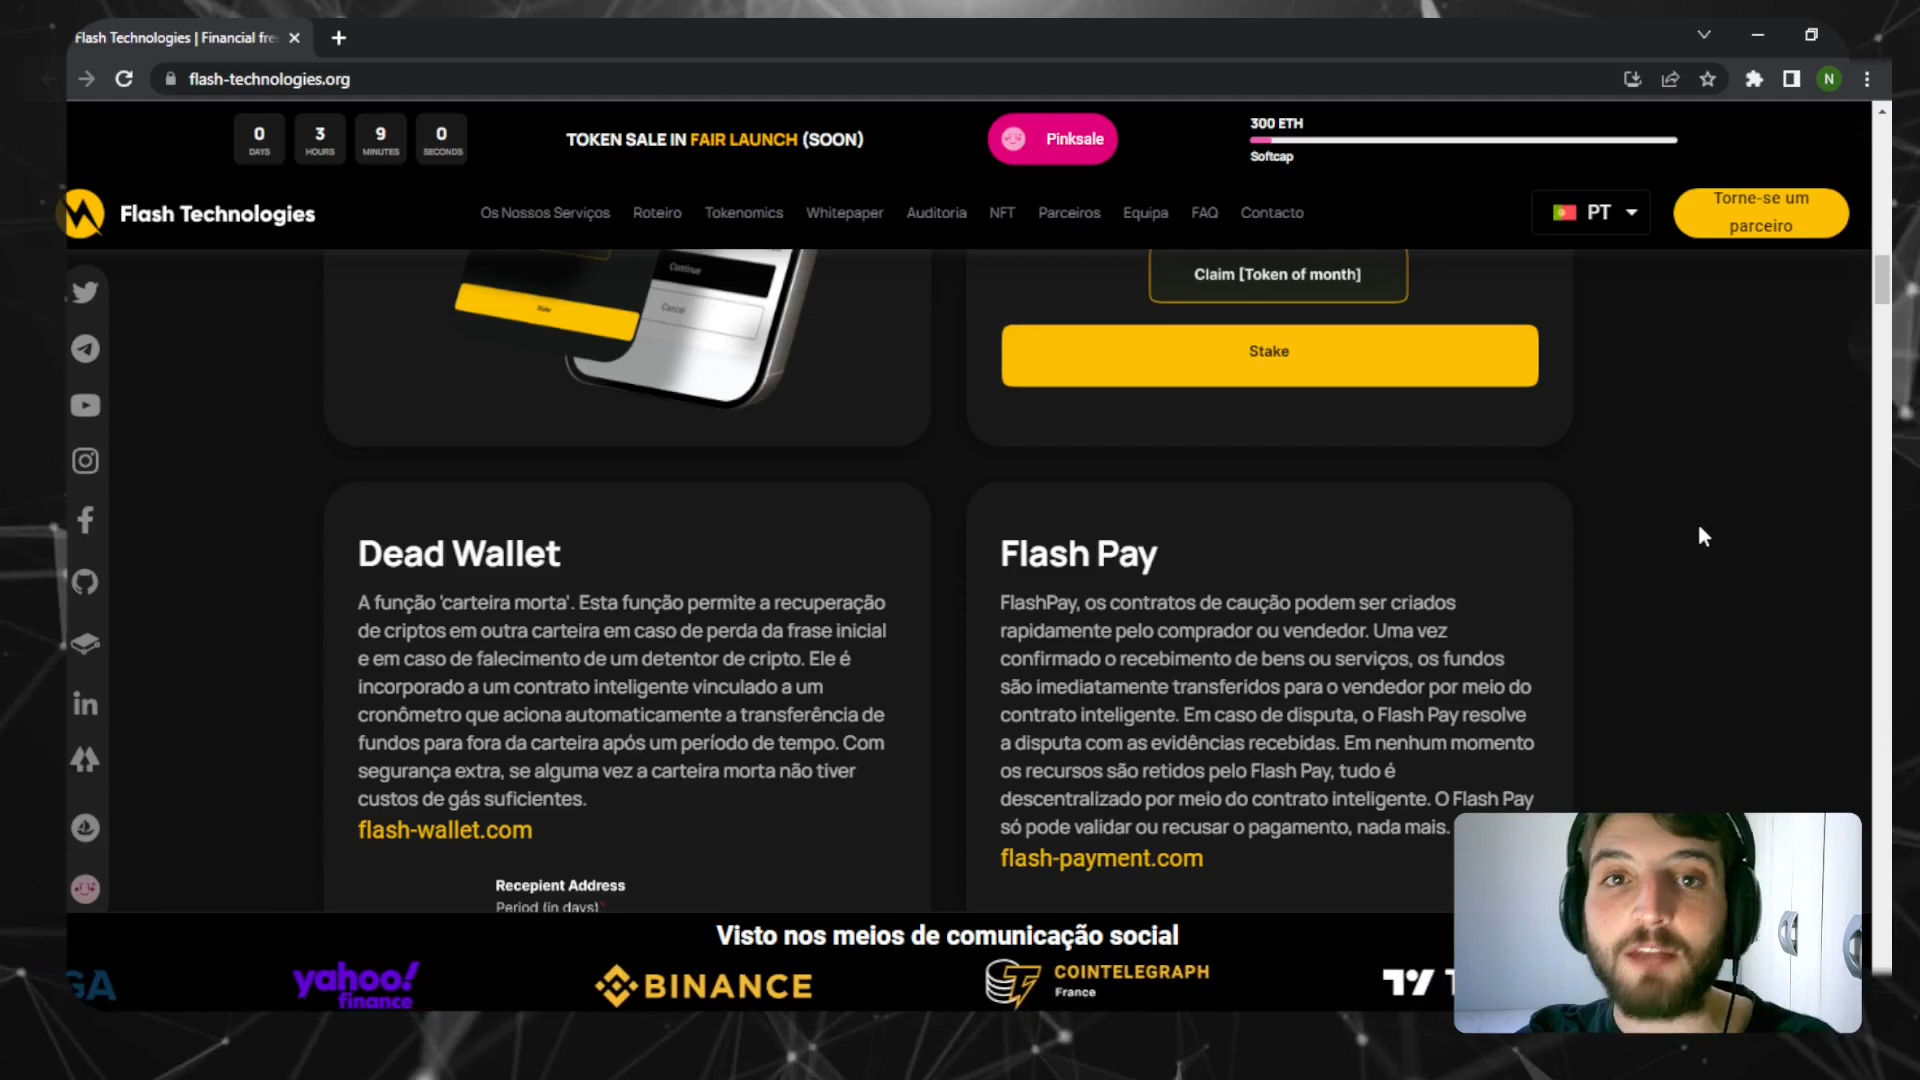 Flash Technologies | Financial fre
flash-technologies.org
N
0 DAYS
3 HOURS
9 MINUTES
0 SECONDS
TOKEN SALE IN FAIR LAUNCH (SOON)
Pinksale
300 ETH
Softcap
Flash Technologies
Os Nossos Serviços
Roteiro
Tokenomics
Whitepaper
Auditoria
NFT
Parceiros
Equipa
FAQ
Contacto
PT
Torne-se um
parceiro
Continue
Cancel
Stake
Claim [Token of month]
Stake
Dead Wallet
A função 'carteira morta'. Esta função permite a recuperação
de criptos em outra carteira em caso de perda da frase inicial
e em caso de falecimento de um detentor de cripto. Ele é
incorporado a um contrato inteligente vinculado a um
cronômetro que aciona automaticamente a transferência de
fundos para fora da carteira após um período de tempo. Com
segurança extra, se alguma vez a carteira morta não tiver
custos de gás suficientes.
flash-wallet.com
Recepient Address
Period (in days)*
Flash Pay
FlashPay, os contratos de caução podem ser criados
rapidamente pelo comprador ou vendedor. Uma vez
confirmado o recebimento de bens ou serviços, os fundos
são imediatamente transferidos para o vendedor por meio do
contrato inteligente. Em caso de disputa, o Flash Pay resolve
a disputa com as evidências recebidas. Em nenhum momento
os recursos são retidos pelo Flash Pay, tudo é
descentralizado por meio do contrato inteligente. O Flash Pay
só pode validar ou recusar o pagamento, nada mais.
flash-payment.com
Visto nos meios de comunicação social
GA
yahoo!
finance
BINANCE
COINTELEGRAPH
France
T